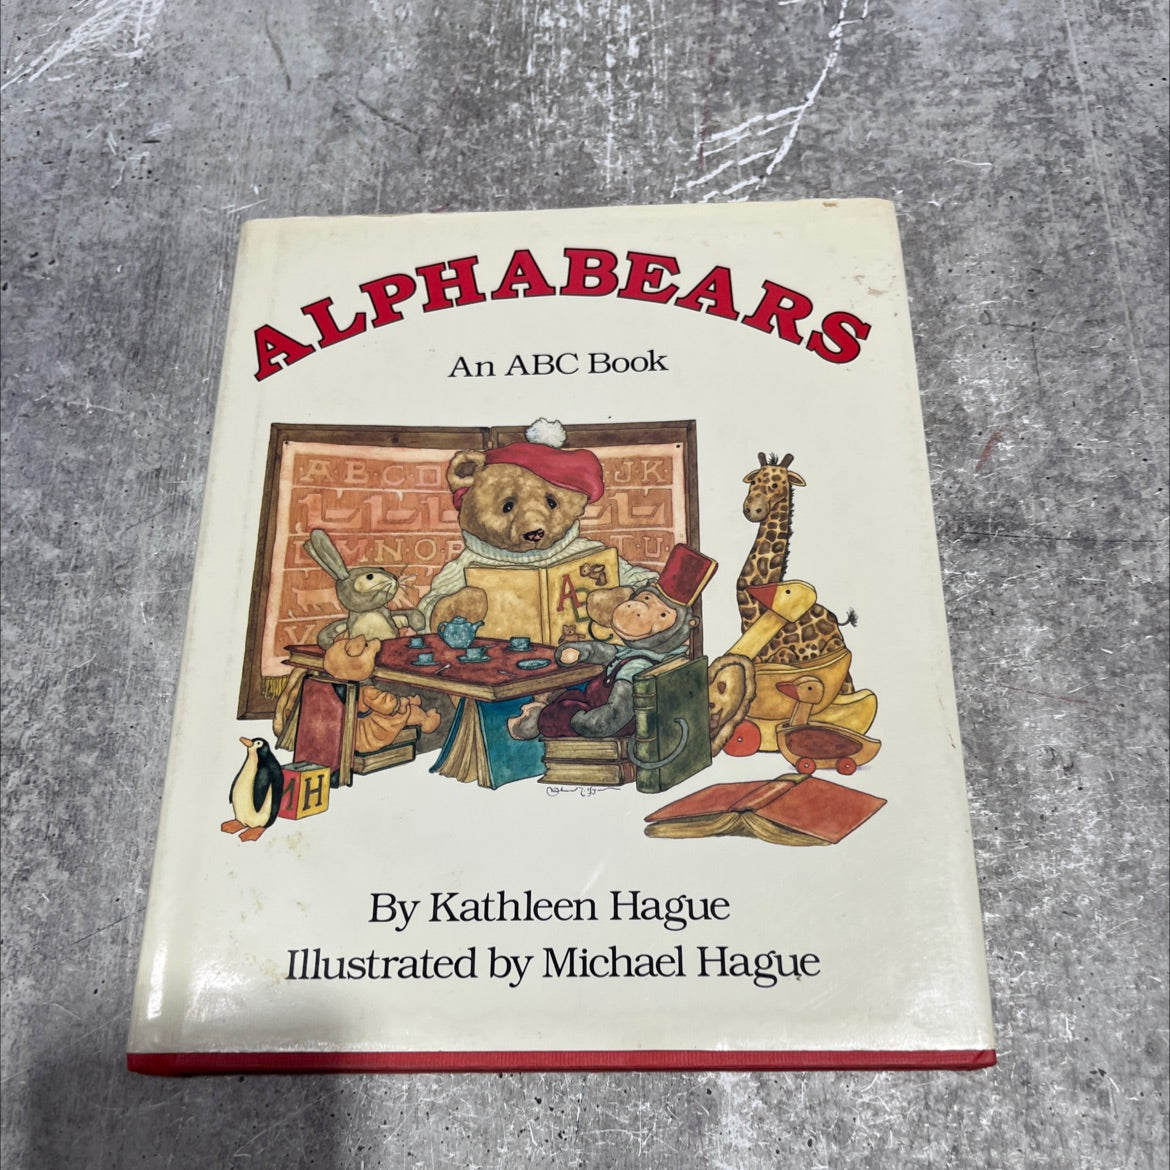 ALPHABEARS
An ABC Book
A B C D J K
M N O P T U
V
A
B
C
H
By Kathleen Hague
Illustrated by Michael Hague